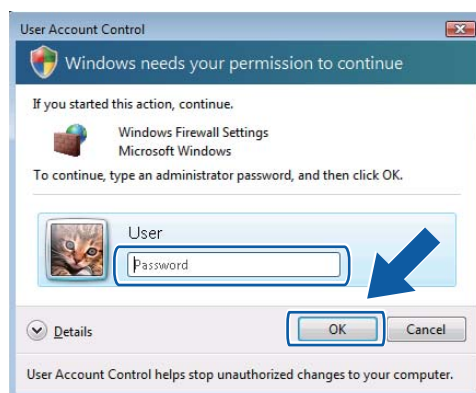 User Account Control
Windows needs your permission to continue
If you started this action, continue.
Windows Firewall Settings
Microsoft Windows
To continue, type an administrator password, and then click OK.
User
Password
Details
OK
Cancel
User Account Control helps stop unauthorized changes to your computer.